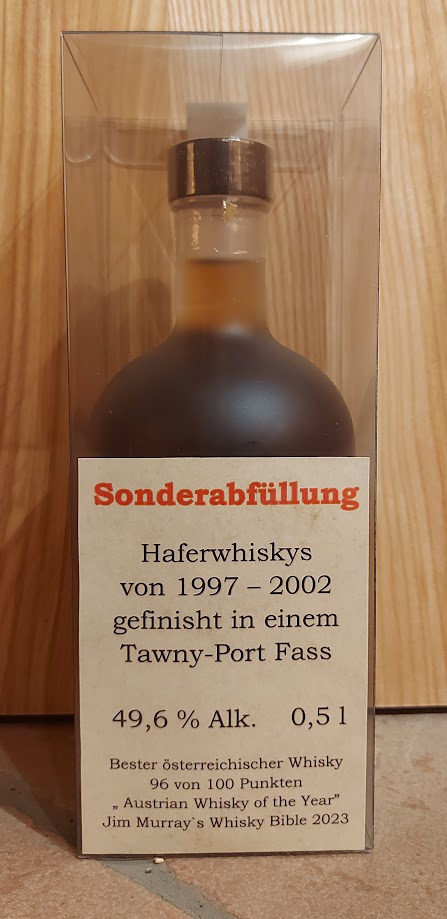 Sonderabfüllung
Haferwhiskys
von 1997 – 2002
gefinisht in einem
Tawny-Port Fass
49,6 % Alk. 0,5 l
Bester österreichischer Whisky
96 von 100 Punkten
„ Austrian Whisky of the Year”
Jim Murray`s Whisky Bible 2023